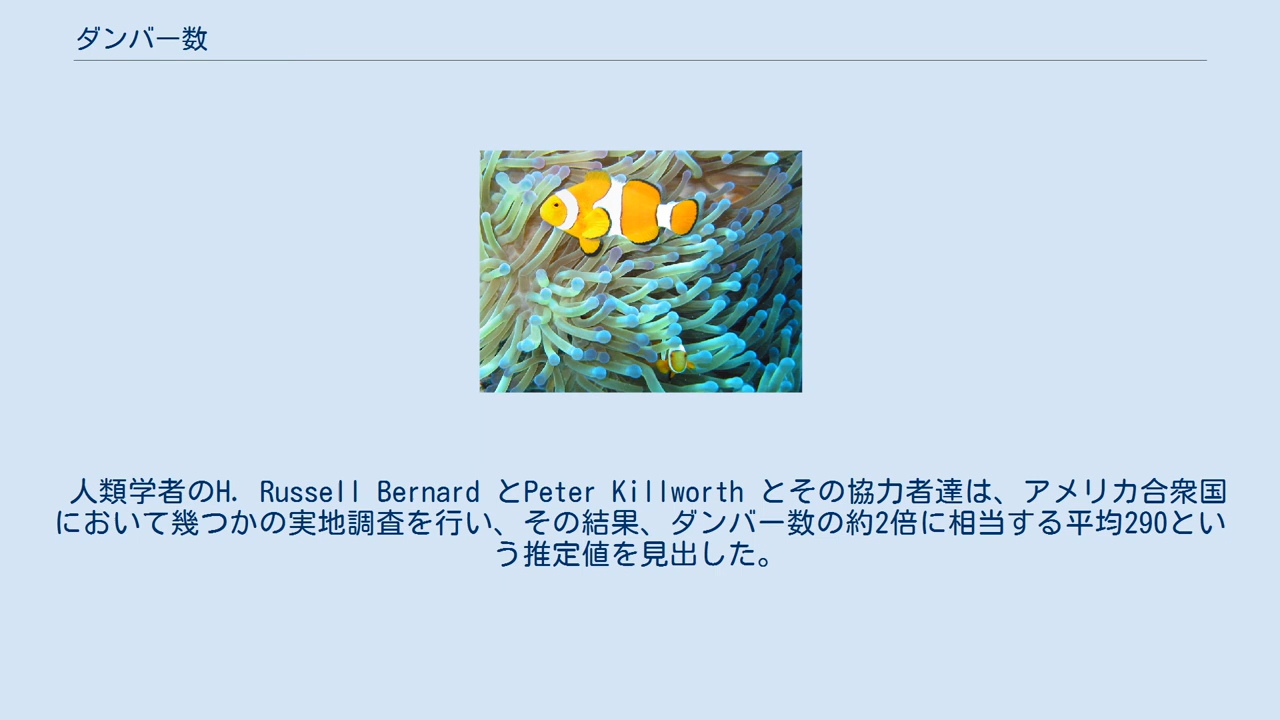 ダンバー数
人類学者のH. Russell Bernard とPeter Killworth とその協力者達は、アメリカ合衆国
において幾つかの実地調査を行い、その結果、ダンバー数の約2倍に相当する平均290とい
う推定値を見出した。